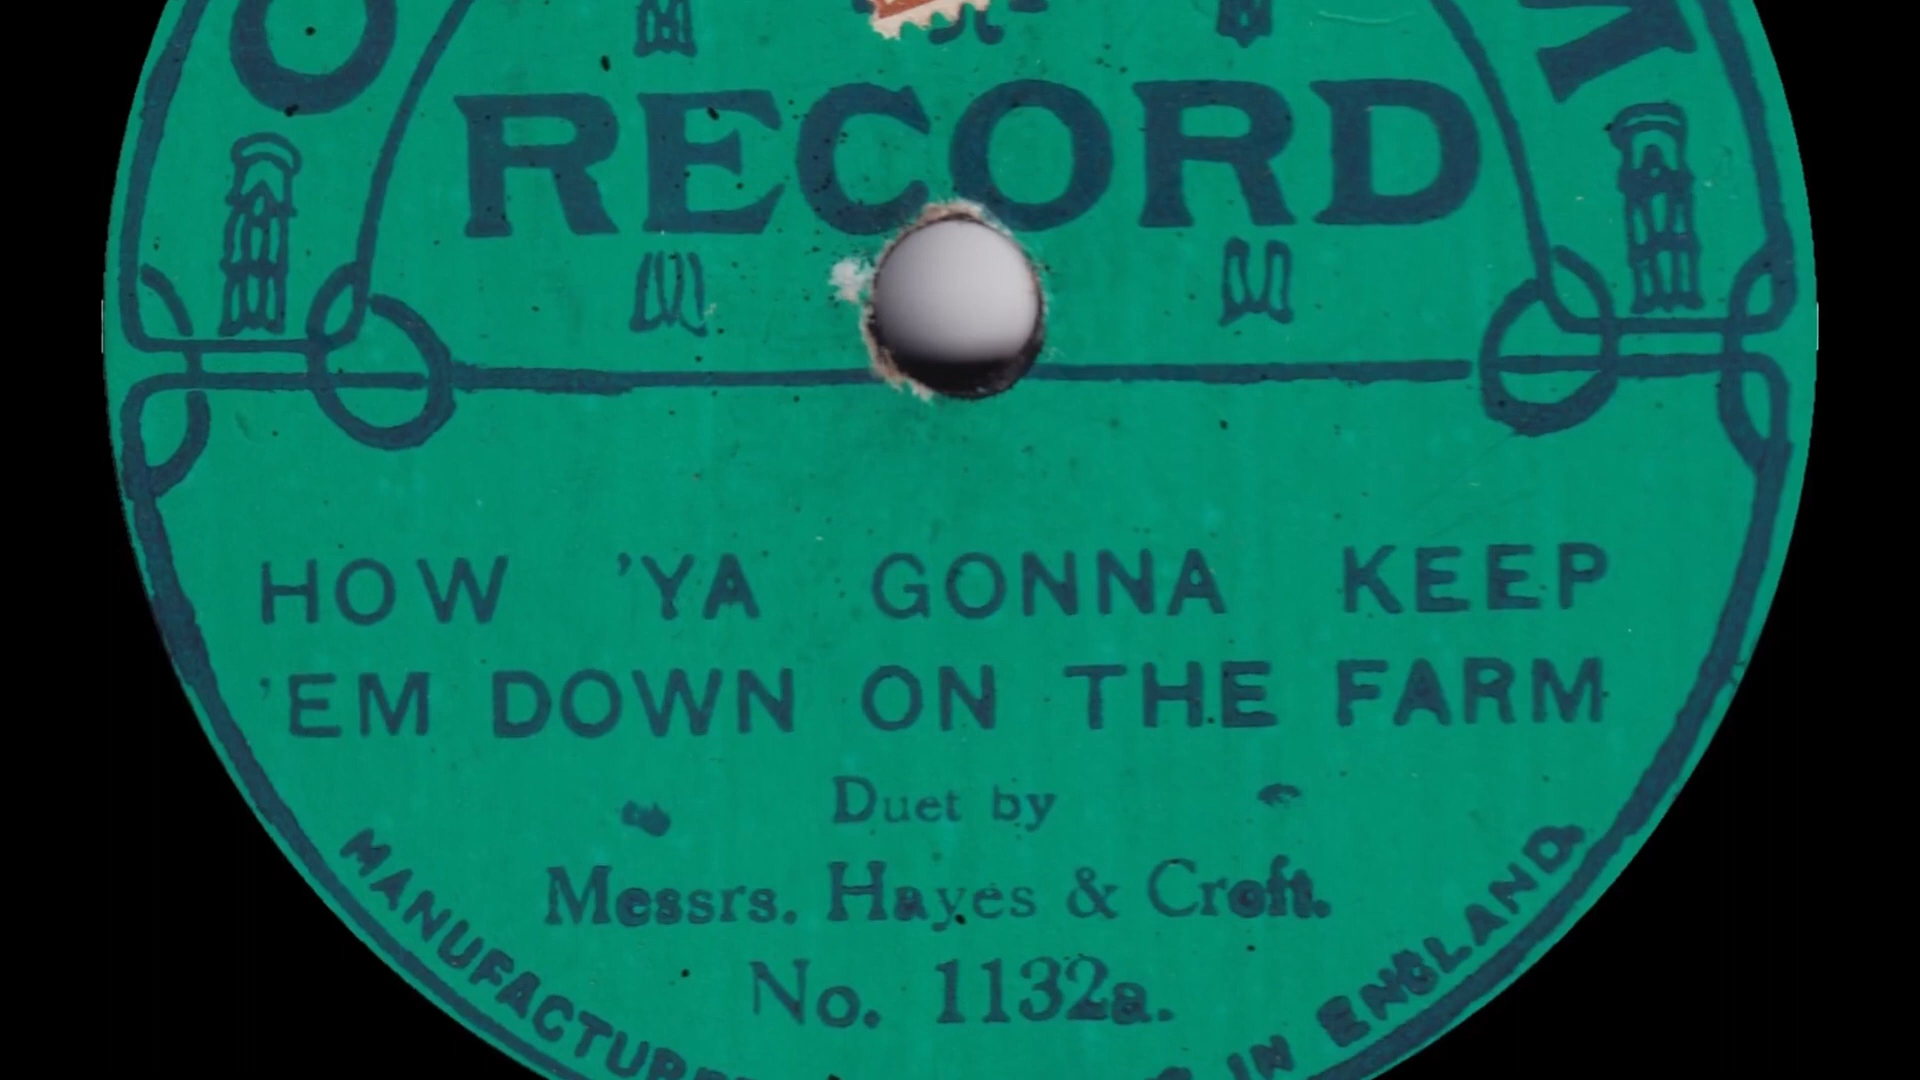 RECORD
HOW 'YA GONNA KEEP
'EM DOWN ON THE FARM
Duet by
Messrs. Hayes & Croft.
No. 1132a.
IN ENGLAND.